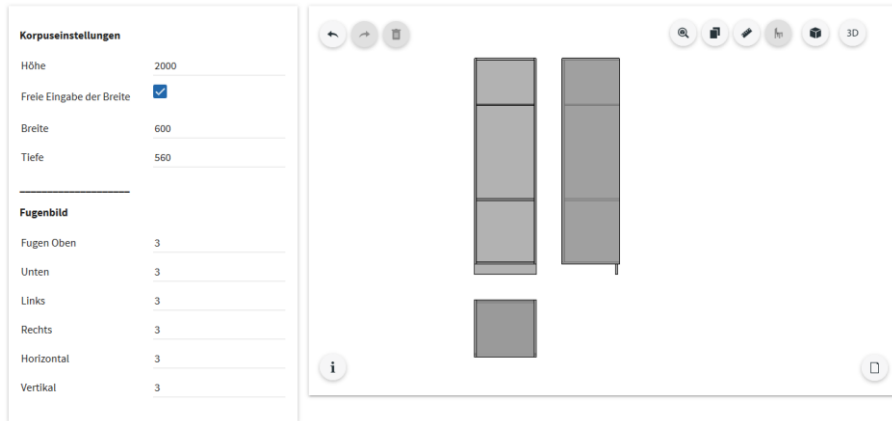 Korpuseinstellungen
Höhe 2000
Freie Eingabe der Breite
Breite 600
Tiefe 560
Fugenbild
Fugen Oben 3
Unten 3
Links 3
Rechts 3
Horizontal 3
Vertikal 3
3D
i